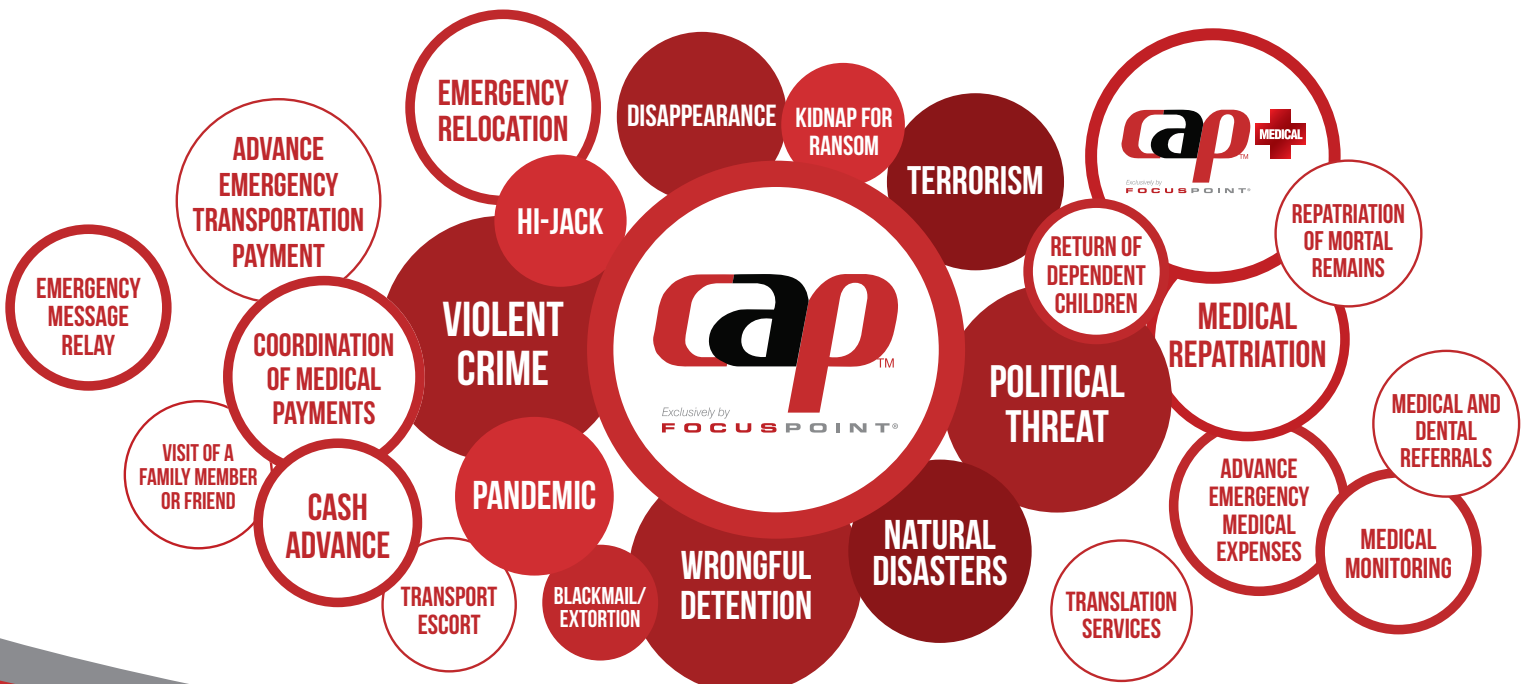 EMERGENCY
RELOCATION
DISAPPEARANCE
KIDNAP FOR
RANSOM
TERRORISM
cap™
MEDICAL
Exclusively by
FOCUSPOINT®
ADVANCE
EMERGENCY
TRANSPORTATION
PAYMENT
HI-JACK
RETURN OF
DEPENDENT
CHILDREN
REPATRIATION
OF MORTAL
REMAINS
EMERGENCY
MESSAGE
RELAY
COORDINATION
OF MEDICAL
PAYMENTS
VIOLENT
CRIME
cap™
Exclusively by
FOCUSPOINT®
POLITICAL
THREAT
MEDICAL
REPATRIATION
MEDICAL AND
DENTAL
REFERRALS
VISIT OF A
FAMILY MEMBER
OR FRIEND
CASH
ADVANCE
PANDEMIC
WRONGFUL
DETENTION
NATURAL
DISASTERS
ADVANCE
EMERGENCY
MEDICAL
EXPENSES
MEDICAL
MONITORING
TRANSPORT
ESCORT
BLACKMAIL/
EXTORTION
TRANSLATION
SERVICES